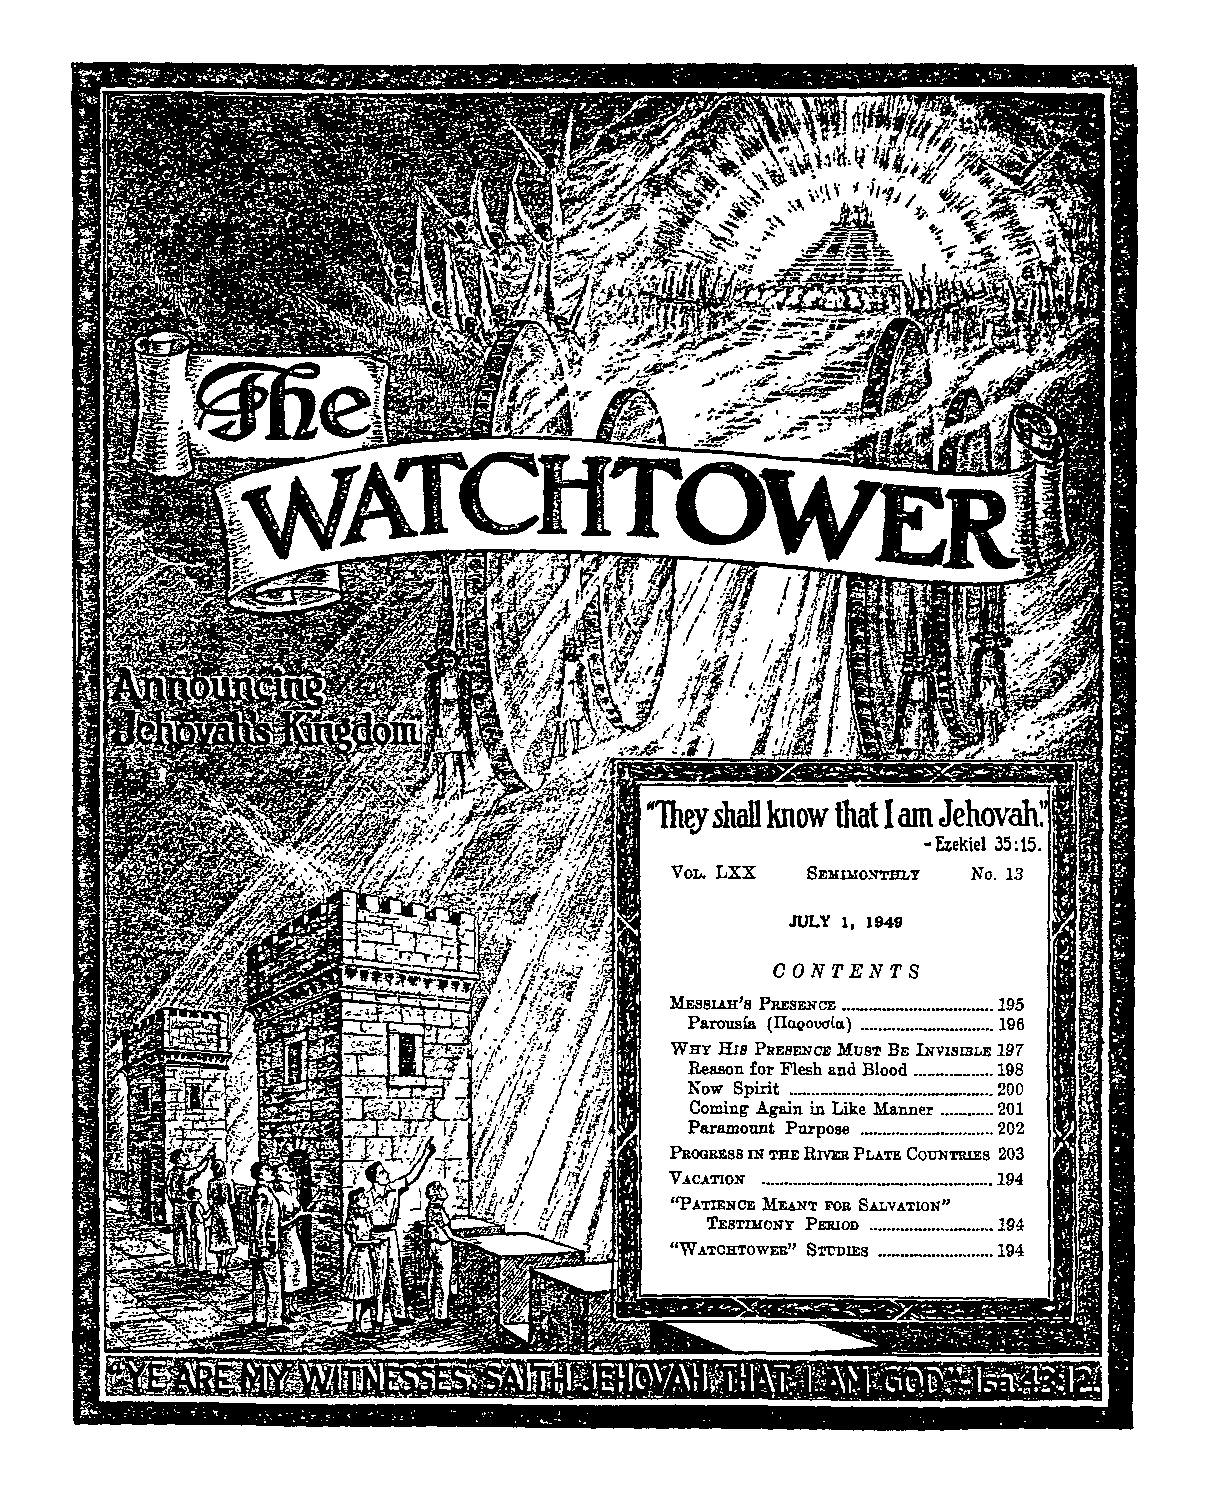 The
WATCHTOWER
Announcing
Jehovah's Kingdom
"They shall know that I am Jehovah."
- Ezekiel 35:15.
VOL. LXX SEMIMONTHLY No. 13
JULY 1, 1949
CONTENTS
MESSIAH'S PRESENCE ........ 195
Parousía (Παρουσία) ........ 196
WHY HIS PRESENCE MUST BE INVISIBLE 197
Reason for Flesh and Blood ........ 198
Now Spirit ........ 200
Coming Again in Like Manner ........ 201
Paramount Purpose ........ 202
PROGRESS IN THE RIVER PLATE COUNTRIES 203
VACATION ........ 194
"PATIENCE MEANT FOR SALVATION"
TESTIMONY PERIOD ........ 194
"WATCHTOWER" STUDIES ........ 194
"YE ARE MY WITNESSES, SAITH JEHOVAH, THAT I AM GOD."-Isa. 43:12.